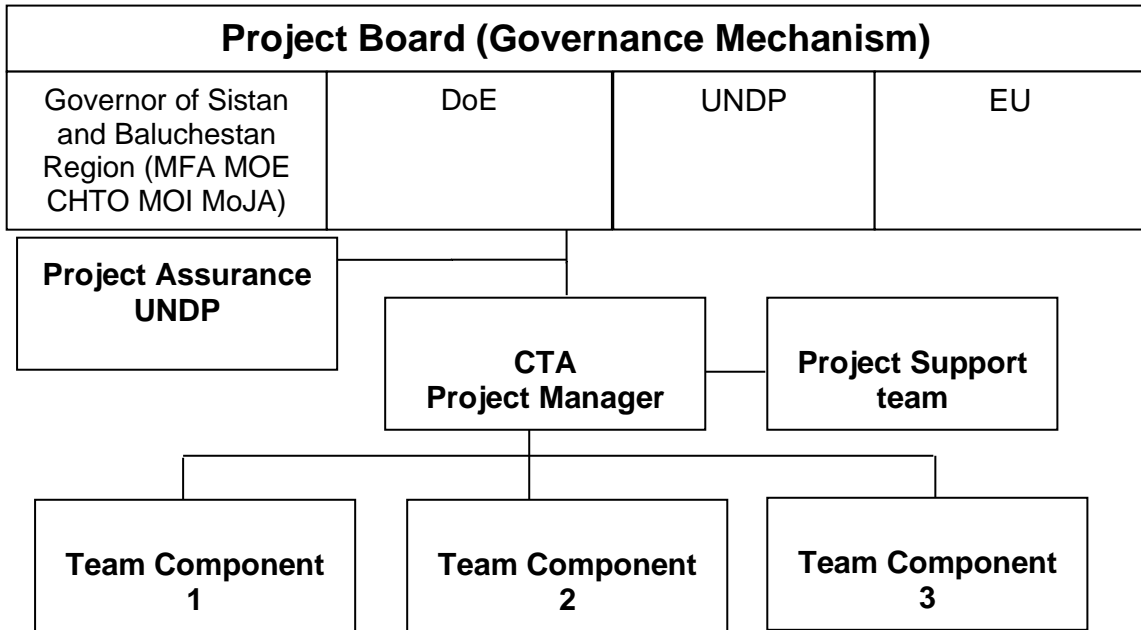 Project Board (Governance Mechanism)
Governor of Sistan
and Baluchestan
Region (MFA MOE
CHTO MOI MoJA)
DoE
UNDP
EU
Project Assurance
UNDP
CTA
Project Manager
Project Support
team
Team Component
1
Team Component
2
Team Component
3